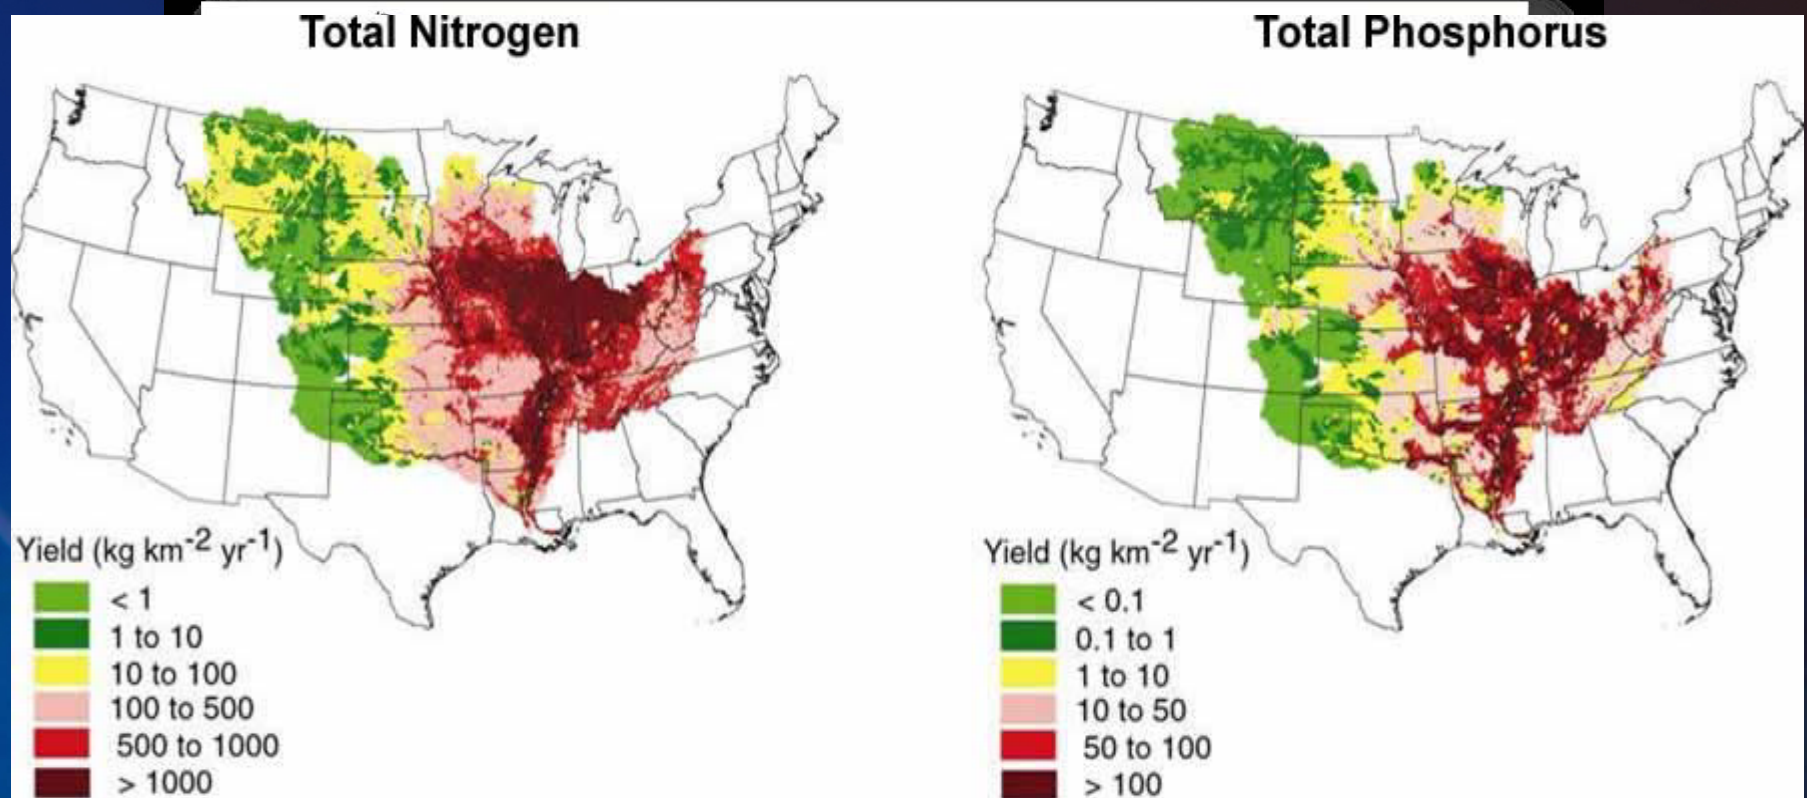 Total Nitrogen
Yield (kg km-2 yr-1)
< 1
1 to 10
10 to 100
100 to 500
500 to 1000
> 1000
Total Phosphorus
Yield (kg km-2 yr-1)
< 0.1
0.1 to 1
1 to 10
10 to 50
50 to 100
> 100